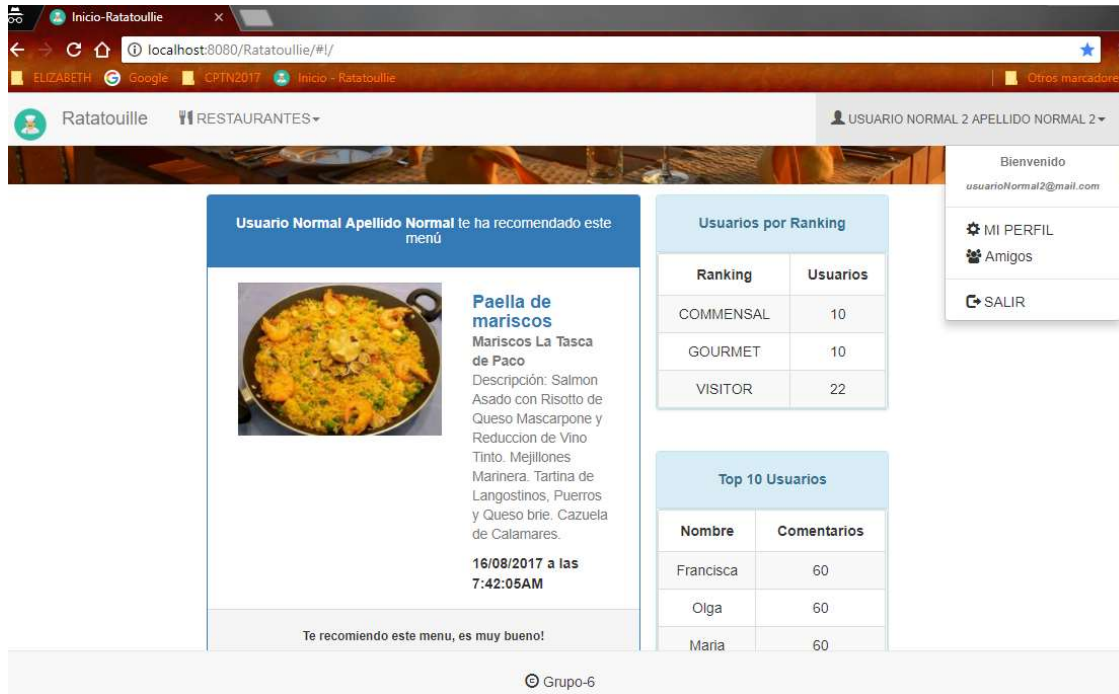 Inicio-Ratatoullie
localhost:8080/Ratatoullie/#!/
ELIZABETH Google CPTN2017 Inicio - Ratatoullie Otros marcadore
Ratatouille RESTAURANTES USUARIO NORMAL 2 APELLIDO NORMAL 2
Bienvenido
usuarioNormal2@mail.com
MI PERFIL
Amigos
SALIR
Usuario Normal Apellido Normal te ha recomendado este
menú
Paella de
mariscos
Mariscos La Tasca
de Paco
Descripción: Salmon
Asado con Risotto de
Queso Mascarpone y
Reduccion de Vino
Tinto. Mejillones
Marinera. Tartina de
Langostinos, Puerros
y Queso brie. Cazuela
de Calamares.
16/08/2017 a las
7:42:05AM
Te recomiendo este menu, es muy bueno!
Usuarios por Ranking
Ranking Usuarios
COMMENSAL 10
GOURMET 10
VISITOR 22
Top 10 Usuarios
Nombre Comentarios
Francisca 60
Olga 60
Maria 60
© Grupo-6